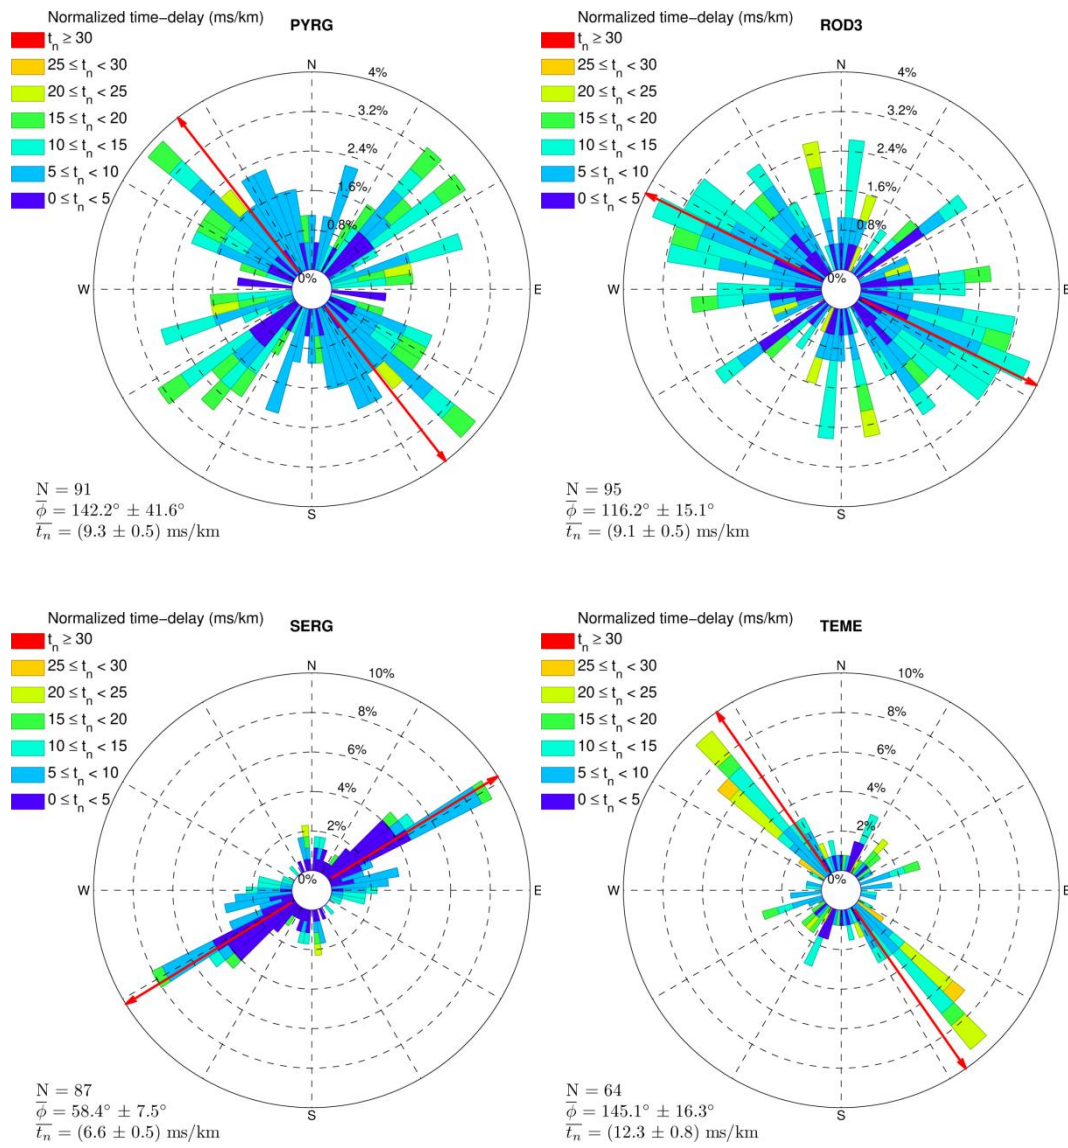 Normalized time−delay (ms/km)
PYRG
t_n ≥ 30
25 ≤ t_n < 30
20 ≤ t_n < 25
15 ≤ t_n < 20
10 ≤ t_n < 15
5 ≤ t_n < 10
0 ≤ t_n < 5
N
4%
3.2%
2.4%
1.6%
0.8%
0%
W
E
S
N = 91
φ̅ = 142.2° ± 41.6°
t̅_n = (9.3 ± 0.5) ms/km
Normalized time−delay (ms/km)
ROD3
t_n ≥ 30
25 ≤ t_n < 30
20 ≤ t_n < 25
15 ≤ t_n < 20
10 ≤ t_n < 15
5 ≤ t_n < 10
0 ≤ t_n < 5
N
4%
3.2%
2.4%
1.6%
0.8%
0%
W
E
S
N = 95
φ̅ = 116.2° ± 15.1°
t̅_n = (9.1 ± 0.5) ms/km
Normalized time−delay (ms/km)
SERG
t_n ≥ 30
25 ≤ t_n < 30
20 ≤ t_n < 25
15 ≤ t_n < 20
10 ≤ t_n < 15
5 ≤ t_n < 10
0 ≤ t_n < 5
N
10%
8%
6%
4%
2%
0%
W
E
S
N = 87
φ̅ = 58.4° ± 7.5°
t̅_n = (6.6 ± 0.5) ms/km
Normalized time−delay (ms/km)
TEME
t_n ≥ 30
25 ≤ t_n < 30
20 ≤ t_n < 25
15 ≤ t_n < 20
10 ≤ t_n < 15
5 ≤ t_n < 10
0 ≤ t_n < 5
N
10%
8%
6%
4%
2%
0%
W
E
S
N = 64
φ̅ = 145.1° ± 16.3°
t̅_n = (12.3 ± 0.8) ms/km